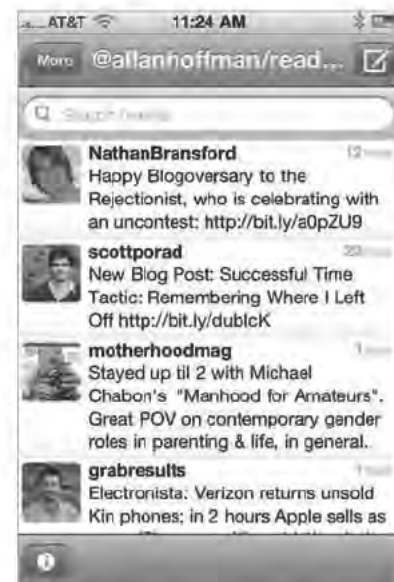 AT&T 11:24 AM
More @allanhoffman/read...
NathanBransford
Happy Blogoversary to the
Rejectionist, who is celebrating with
an uncontest: http://bit.ly/a0pZU9
scottporad
New Blog Post: Successful Time
Tactic: Remembering Where I Left
Off http://bit.ly/dublcK
motherhoodmag
Stayed up til 2 with Michael
Chabon's "Manhood for Amateurs".
Great POV on contemporary gender
roles in parenting & life, in general.
grabresults
Electronista: Verizon returns unsold
Kin phones; in 2 hours Apple sells as